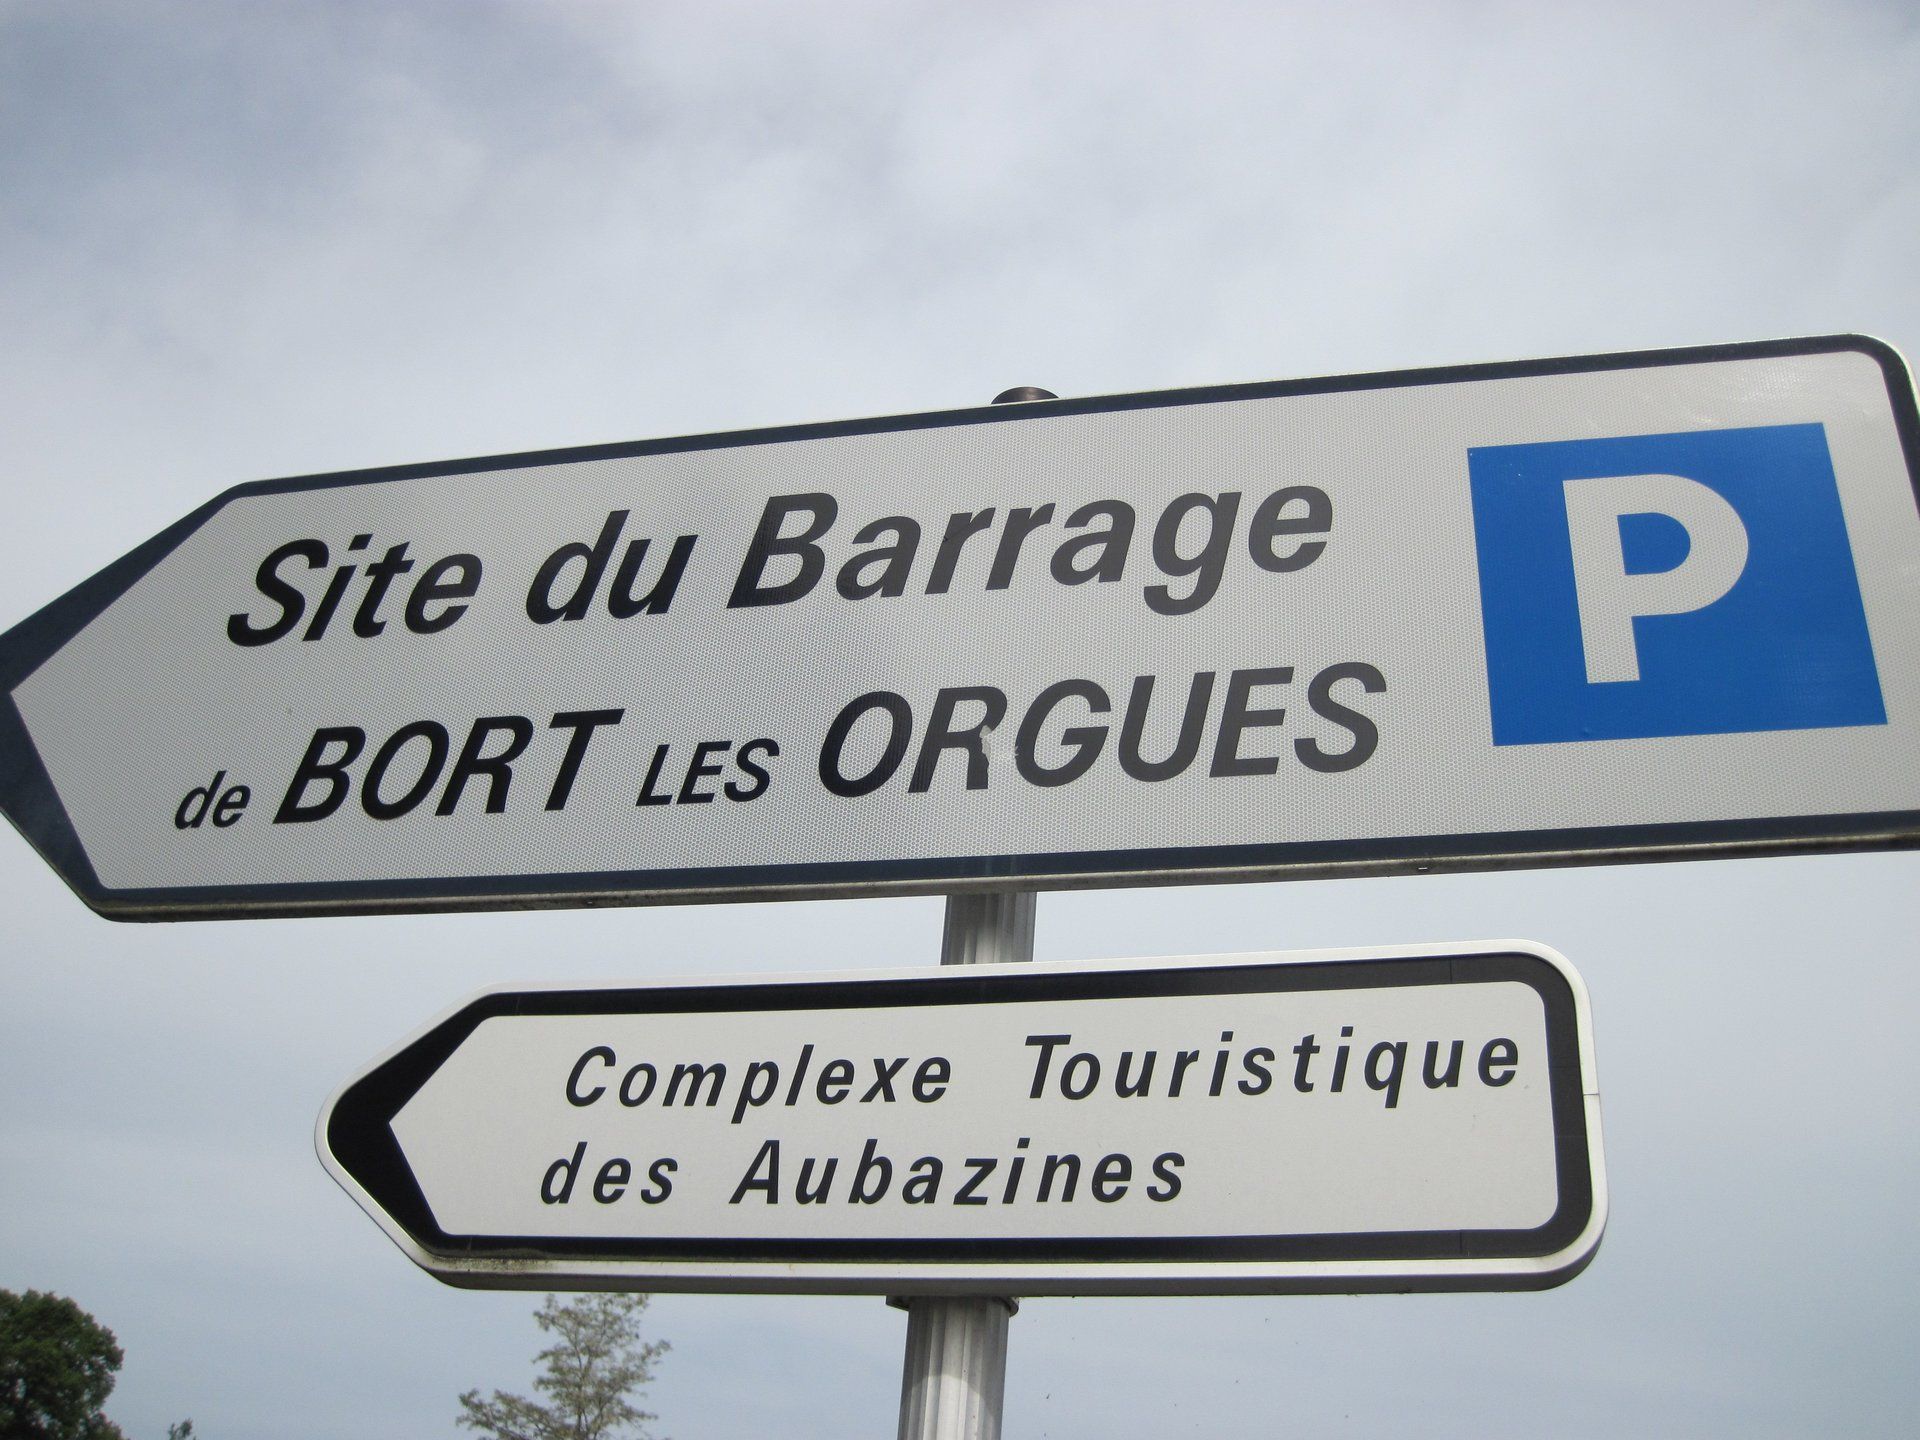 Site du Barrage
de BORT LES ORGUES
P
Complexe Touristique
des Aubazines